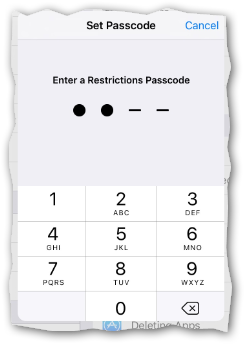 Set Passcode Cancel
Enter a Restrictions Passcode
1 2 3
ABC DEF
4 5 6
GHI JKL MNO
7 8 9
PQRS TUV WXYZ
0
Deleting Apps